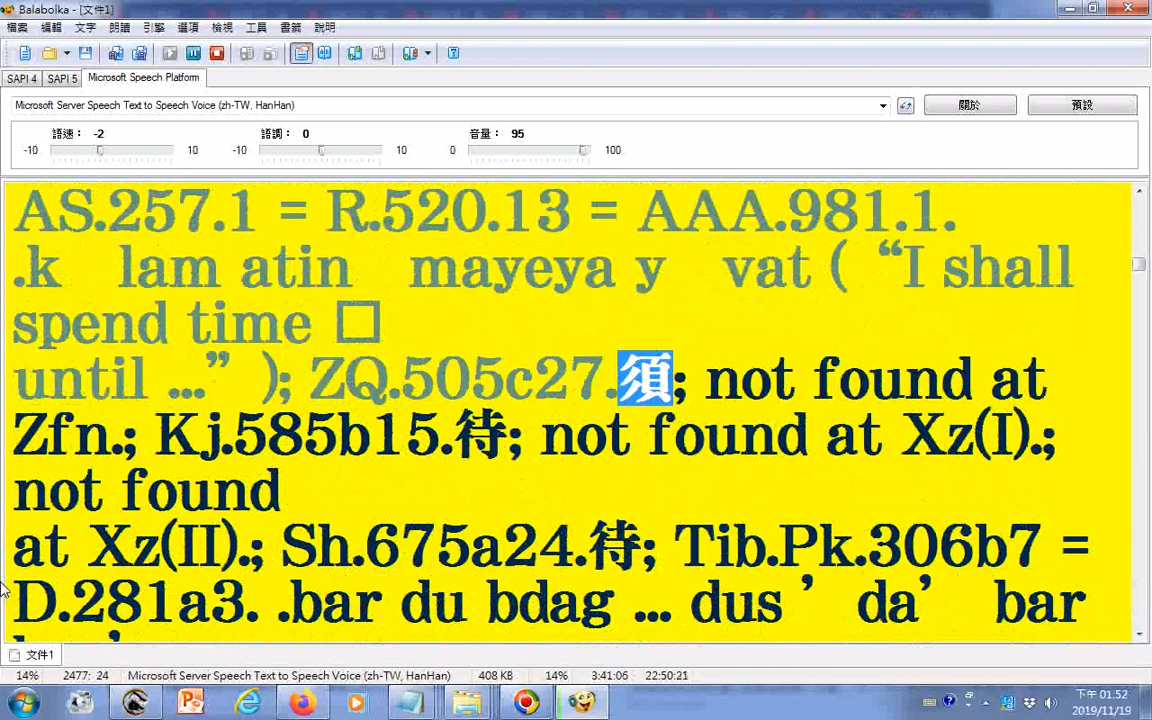 Balabolka - [文件1]
檔案 編輯 文字 朗讀 引擎 選項 檢視 工具 書籤 說明
SAPI 4 SAPI 5 Microsoft Speech Platform
Microsoft Server Speech Text to Speech Voice (zh-TW, HanHan) 關於 預設
語速： -2 語調： 0 音量： 95
-10 10 -10 10 0 100
AS.257.1 = R.520.13 = AAA.981.1.
.k lam atin mayeya y vat ( “I shall
spend time □
until ...” ); ZQ.505c27.須; not found at
Zfn.; Kj.585b15.待; not found at Xz(I).;
not found
at Xz(II).; Sh.675a24.待; Tib.Pk.306b7 =
D.281a3. .bar du bdag ... dus ’ da’ bar
文件1
14% 2477: 24 Microsoft Server Speech Text to Speech Voice (zh-TW, HanHan) 408 KB 14% 3:41:06 22:50:21
下午 01:52
2019/11/19